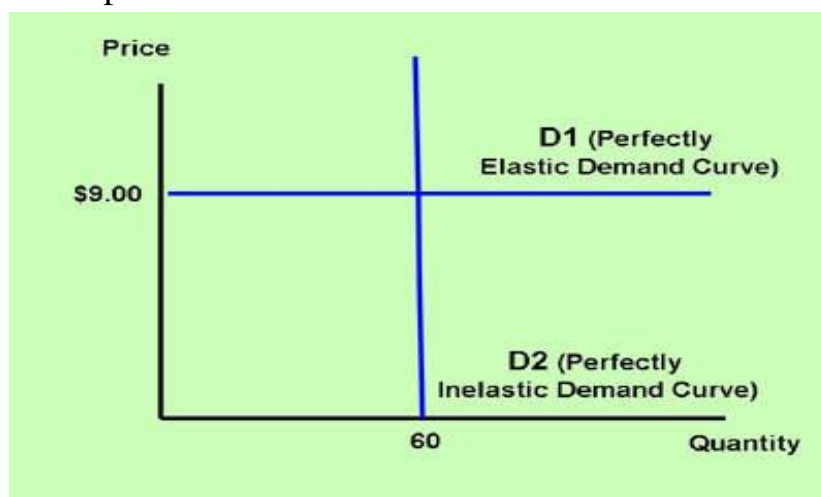 Price
D1 (Perfectly
Elastic Demand Curve)
$9.00
D2 (Perfectly
Inelastic Demand Curve)
60
Quantity